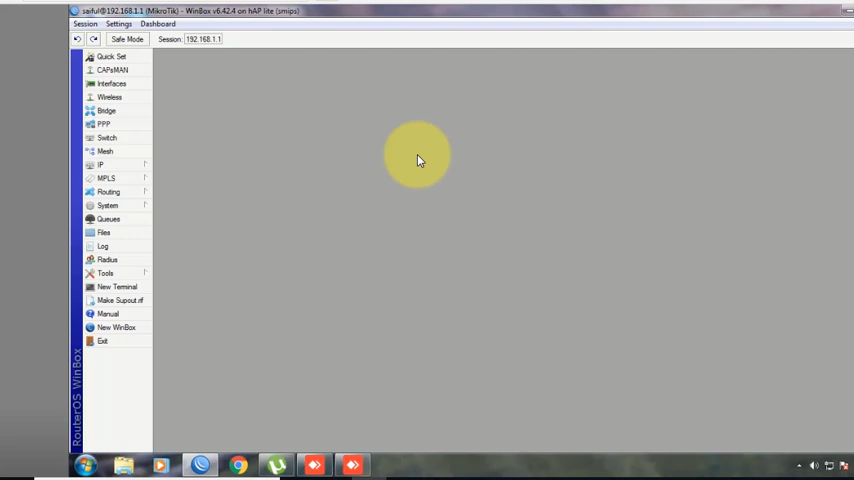 saiful@192.168.1.1 (MikroTik) - WinBox v6.42.4 on hAP lite (smips)
Session Settings Dashboard
Safe Mode Session: 192.168.1.1
Quick Set
CAPsMAN
Interfaces
Wireless
Bridge
PPP
Switch
Mesh
IP
MPLS
Routing
System
Queues
Files
Log
Radius
Tools
New Terminal
Make Supout.rif
Manual
New WinBox
Exit
RouterOS WinBox